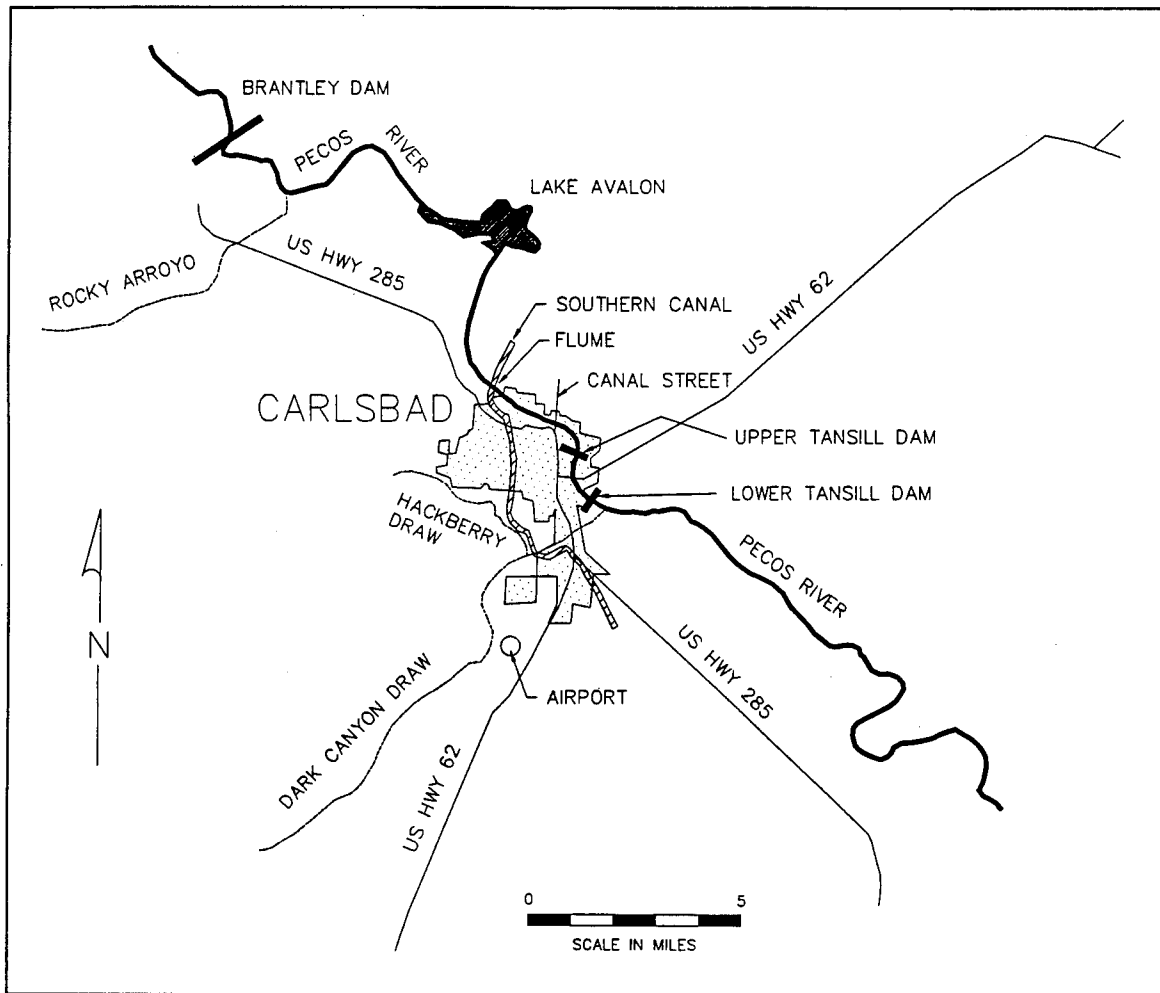 BRANTLEY DAM
PECOS RIVER
LAKE AVALON
US HWY 285
ROCKY ARROYO
US HWY 62
SOUTHERN CANAL
FLUME
CANAL STREET
CARLSBAD
UPPER TANSILL DAM
LOWER TANSILL DAM
HACKBERRY
DRAW
PECOS RIVER
N
US HWY 285
AIRPORT
DARK CANYON DRAW
US HWY 62
0 5
SCALE IN MILES